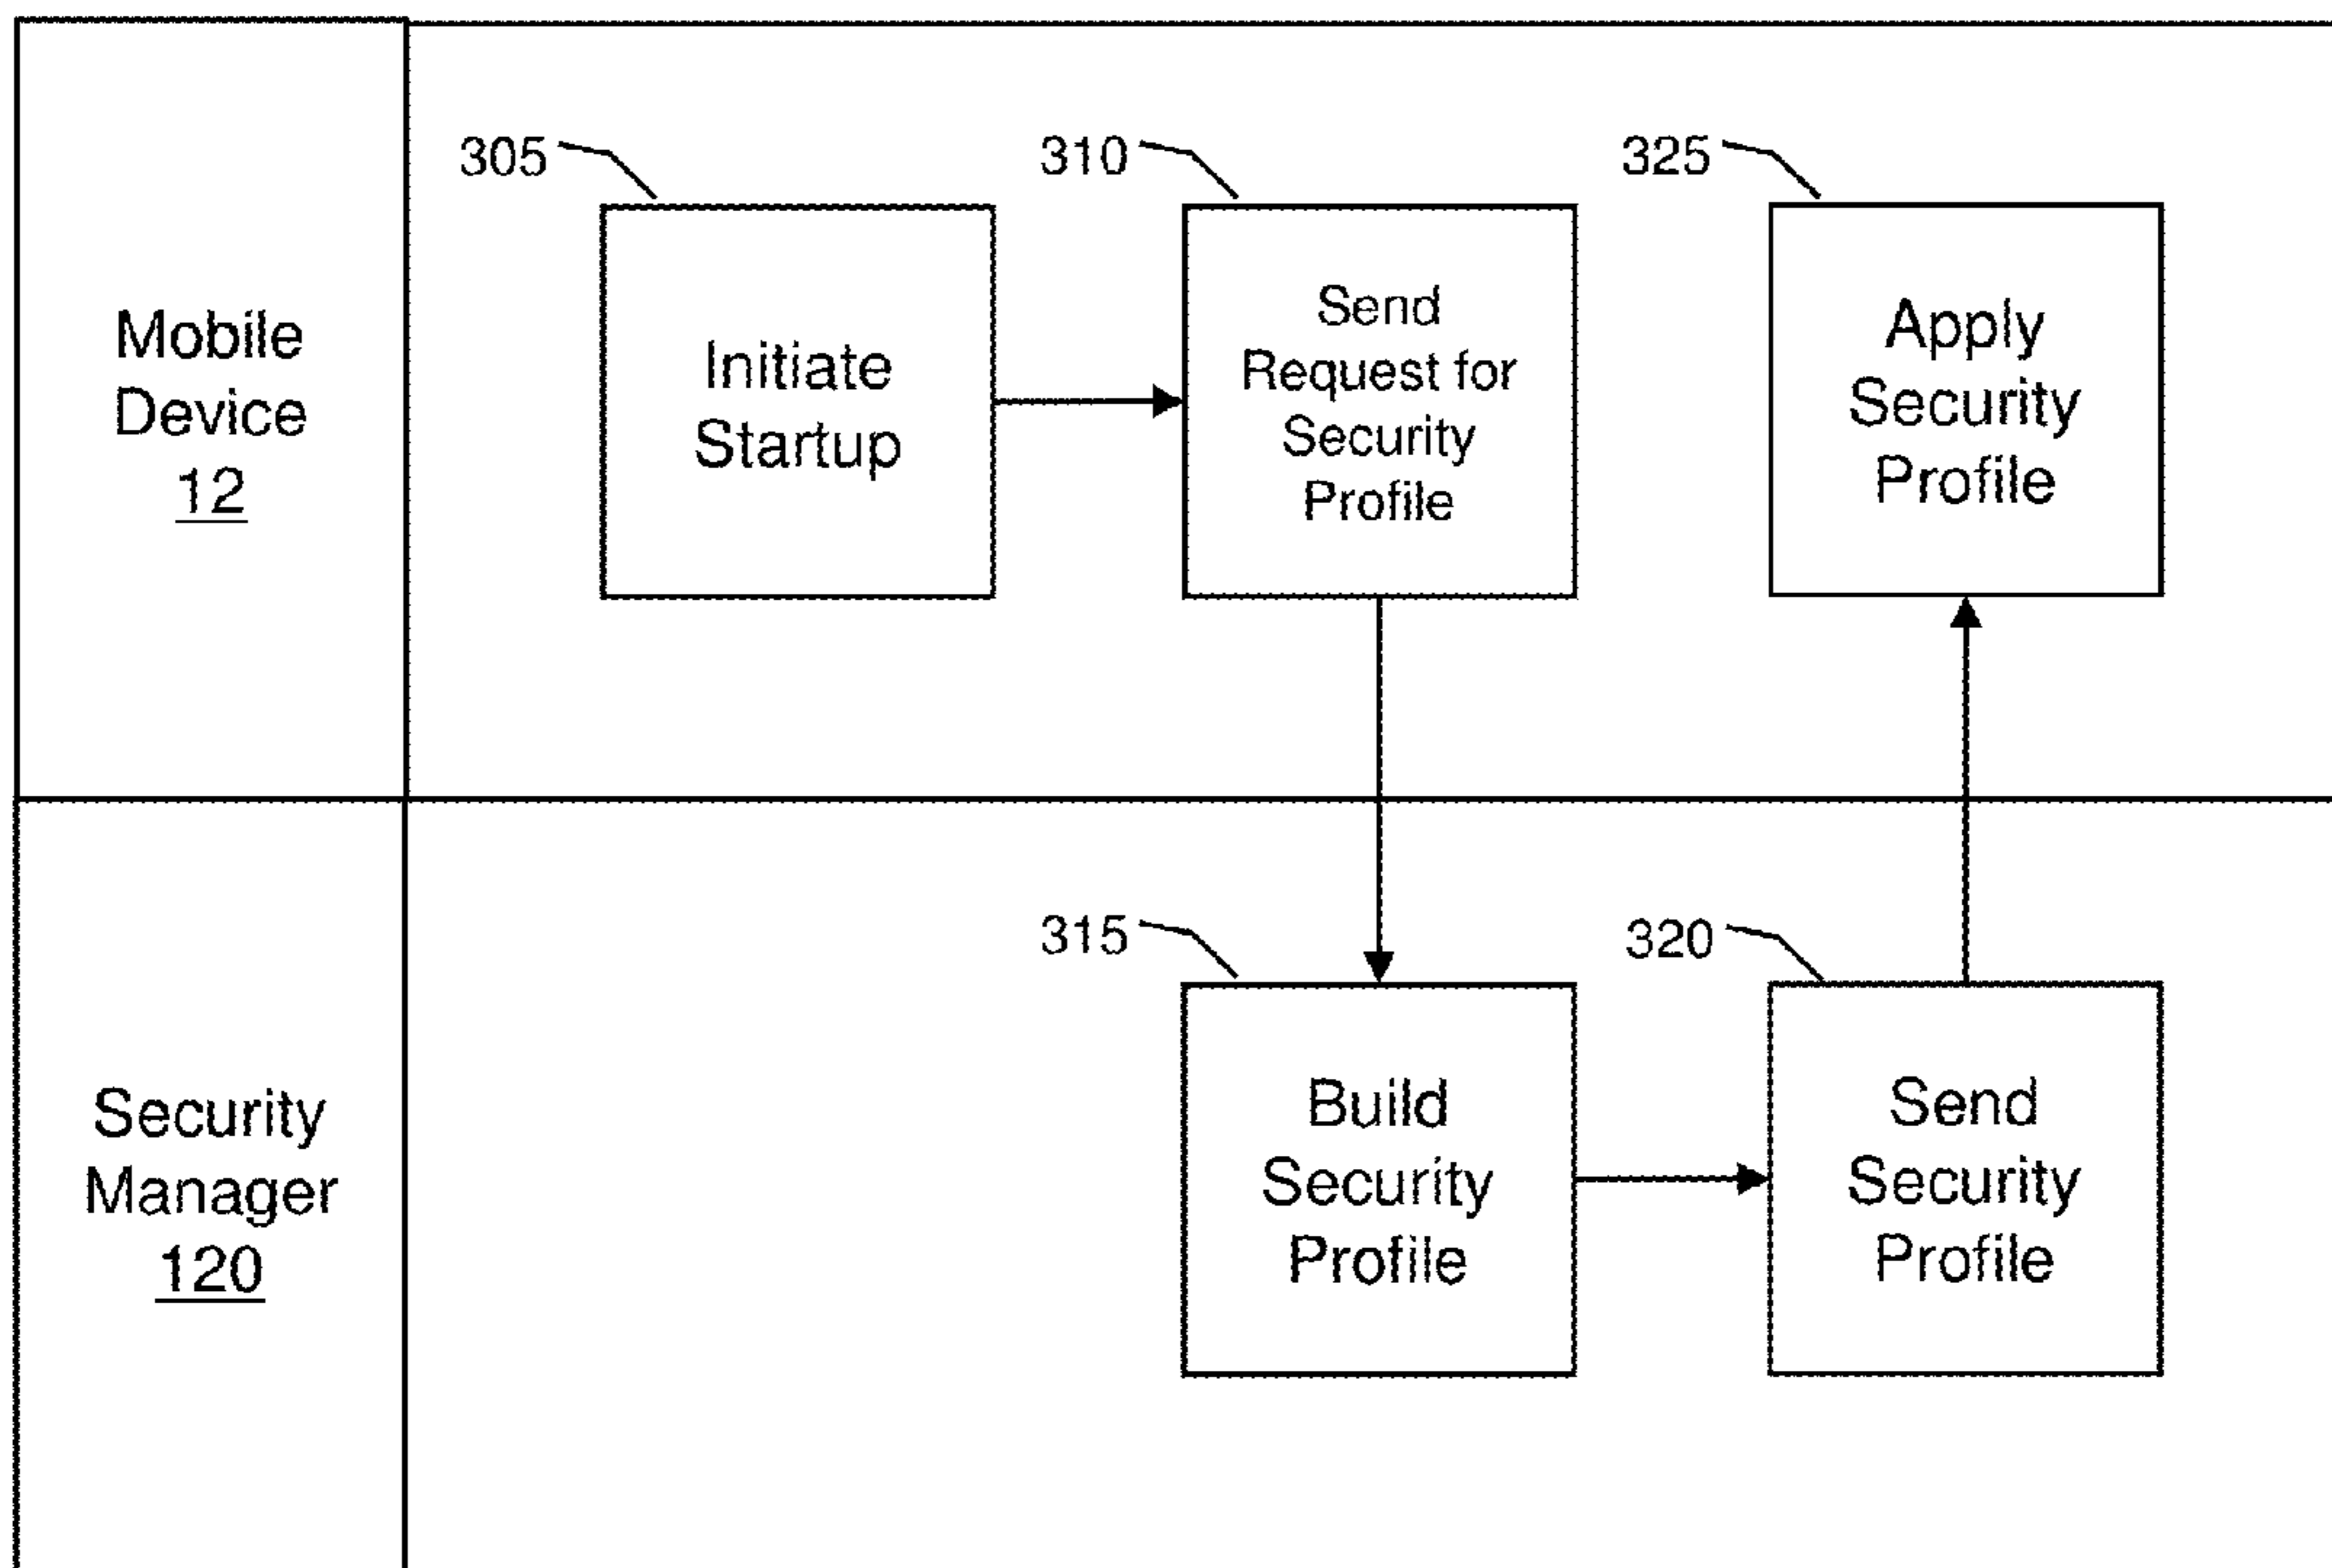 Mobile
Device
12
305
Initiate
Startup
310
Send
Request for
Security
Profile
325
Apply
Security
Profile
Security
Manager
120
315
Build
Security
Profile
320
Send
Security
Profile